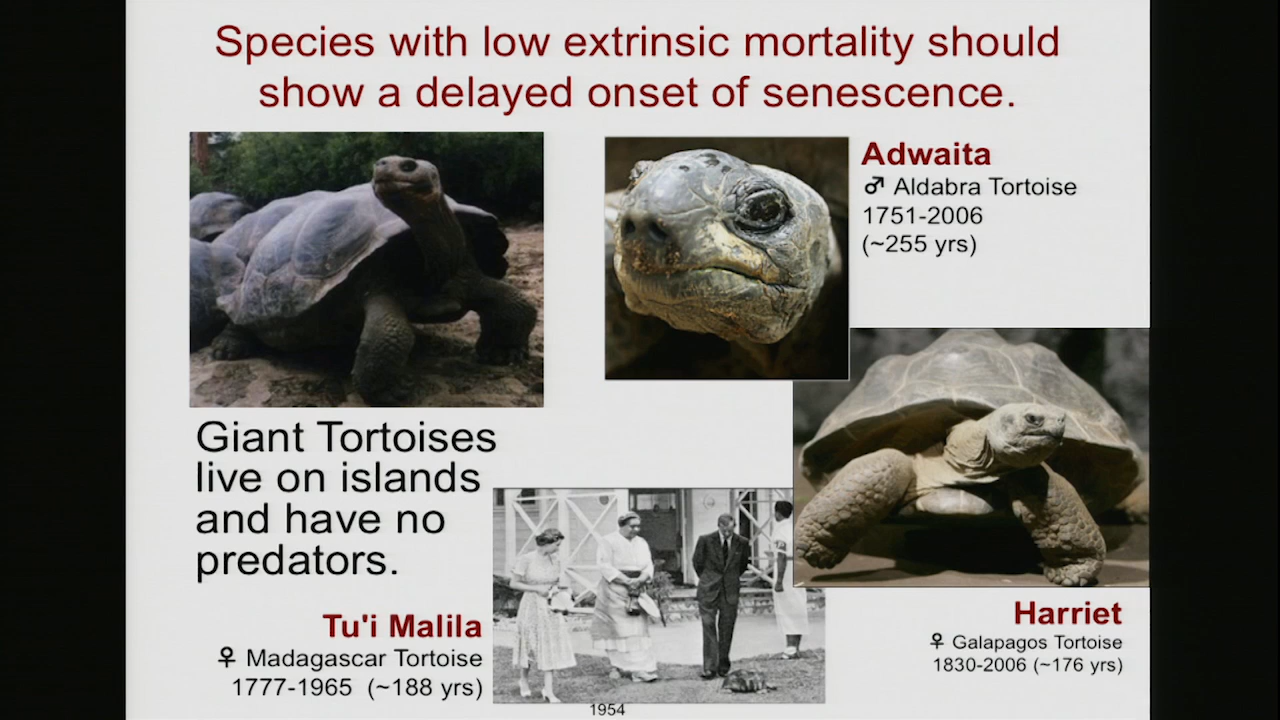 Species with low extrinsic mortality should
show a delayed onset of senescence.
Adwaita
♂ Aldabra Tortoise
1751-2006
(~255 yrs)
Giant Tortoises
live on islands
and have no
predators.
Tu'i Malila
♀ Madagascar Tortoise
1777-1965 (~188 yrs)
1954
Harriet
♀ Galapagos Tortoise
1830-2006 (~176 yrs)